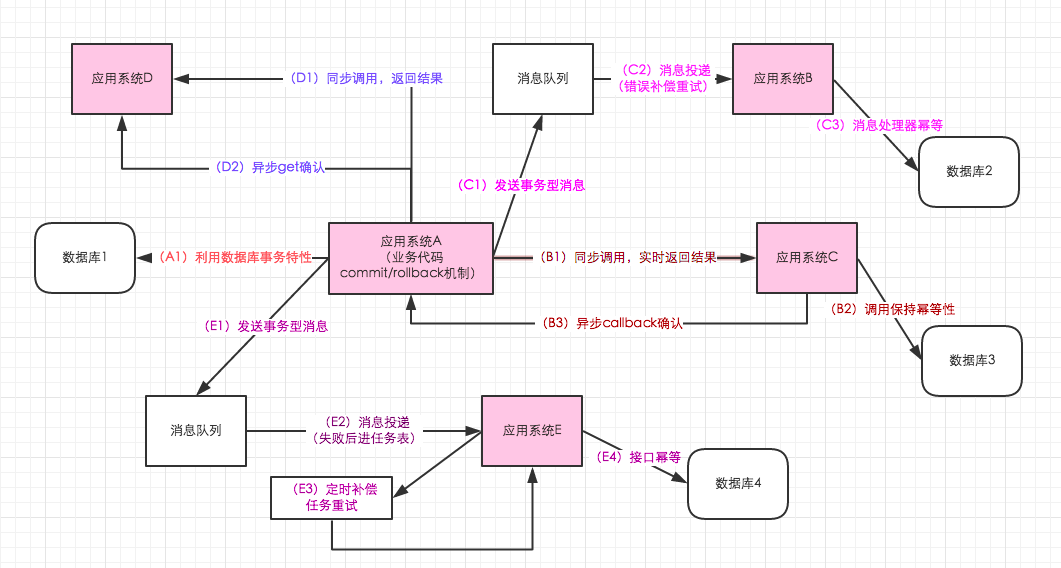 应用系统D
(D1) 同步调用，返回结果
消息队列
(C2) 消息投递
(错误补偿重试)
应用系统B
(C3) 消息处理器幂等
数据库2
(D2) 异步get确认
(C1) 发送事务型消息
数据库1
(A1) 利用数据库事务特性
应用系统A
(业务代码
commit/rollback机制)
(B1) 同步调用，实时返回结果
应用系统C
(B2) 调用保持幂等性
(B3) 异步callback确认
数据库3
(E1) 发送事务型消息
消息队列
(E2) 消息投递
(失败后进任务表)
应用系统E
(E4) 接口幂等
数据库4
(E3) 定时补偿
任务重试